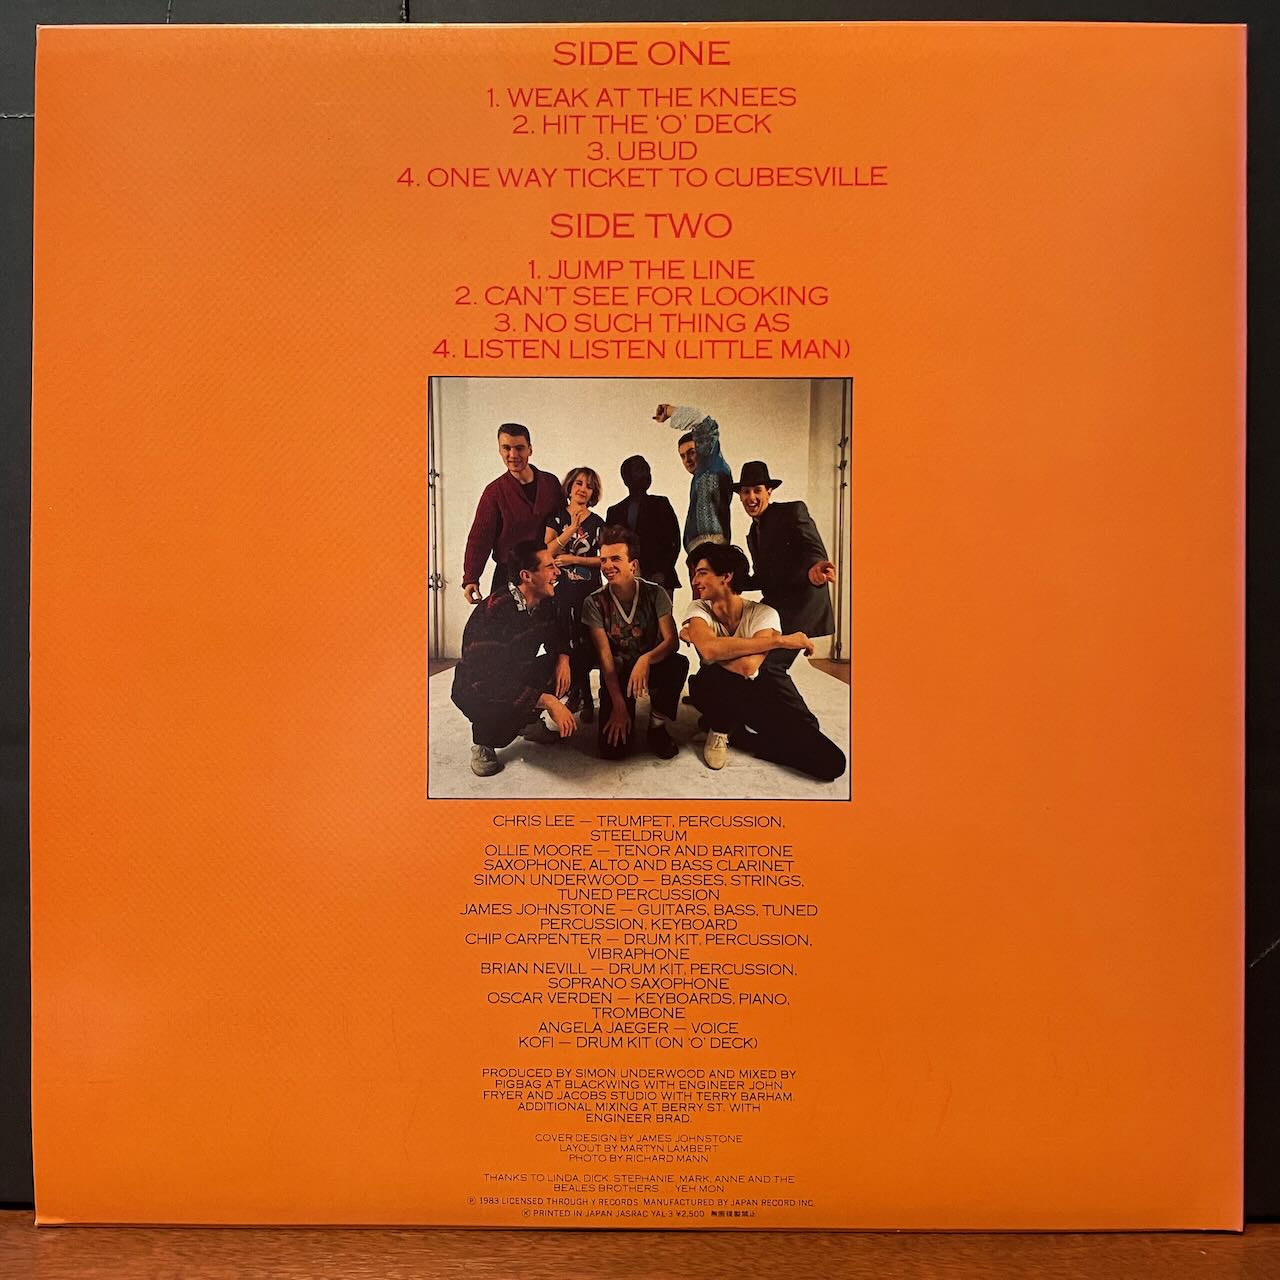 SIDE ONE
1. WEAK AT THE KNEES
2. HIT THE 'O' DECK
3. UBUD
4. ONE WAY TICKET TO CUBESVILLE
SIDE TWO
1. JUMP THE LINE
2. CAN'T SEE FOR LOOKING
3. NO SUCH THING AS
4. LISTEN LISTEN (LITTLE MAN)
CHRIS LEE — TRUMPET, PERCUSSION,
STEELDRUM
OLLIE MOORE — TENOR AND BARITONE
SAXOPHONE, ALTO AND BASS CLARINET
SIMON UNDERWOOD — BASSES, STRINGS,
TUNED PERCUSSION
JAMES JOHNSTONE — GUITARS, BASS, TUNED
PERCUSSION, KEYBOARD
CHIP CARPENTER — DRUM KIT, PERCUSSION,
VIBRAPHONE
BRIAN NEVILL — DRUM KIT, PERCUSSION,
SOPRANO SAXOPHONE
OSCAR VERDEN — KEYBOARDS, PIANO,
TROMBONE
ANGELA JAEGER — VOICE
KOFI — DRUM KIT (ON 'O' DECK)
PRODUCED BY SIMON UNDERWOOD AND MIXED BY
PIGBAG AT BLACKWING WITH ENGINEER JOHN
FRYER AND JACOBS STUDIO WITH TERRY BARHAM.
ADDITIONAL MIXING AT BERRY ST. WITH
ENGINEER BRAD.
COVER DESIGN BY JAMES JOHNSTONE
LAYOUT BY MARTYN LAMBERT
PHOTO BY RICHARD MANN
THANKS TO LINDA, DICK, STEPHANIE, MARK, ANNE AND THE
BEALES BROTHERS . . . YEH MON
℗ 1983 LICENSED THROUGH Y RECORDS. MANUFACTURED BY JAPAN RECORD INC.
Ⓚ PRINTED IN JAPAN JASRAC YAL-3 ¥2,500 無断複製禁止